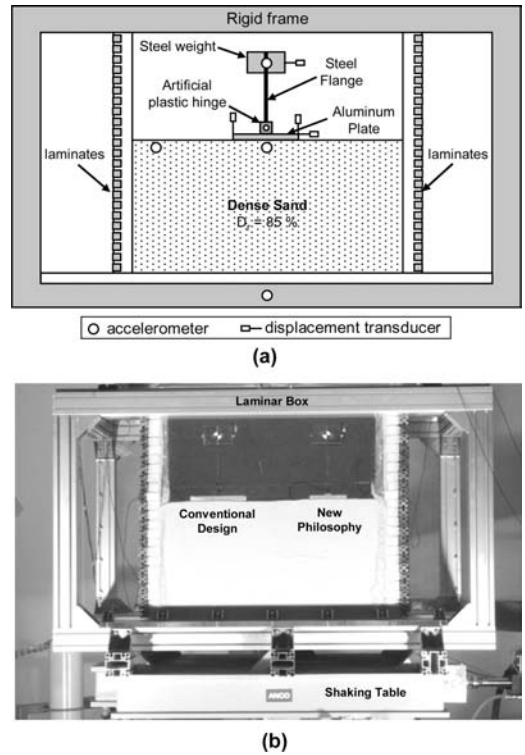 Rigid frame
Steel weight
Steel
Flange
Artificial
plastic hinge
Aluminum
Plate
laminates
laminates
Dense Sand
Dr = 85 %
accelerometer
displacement transducer
(a)
Laminar Box
Conventional
Design
New
Philosophy
ANCO
Shaking Table
(b)